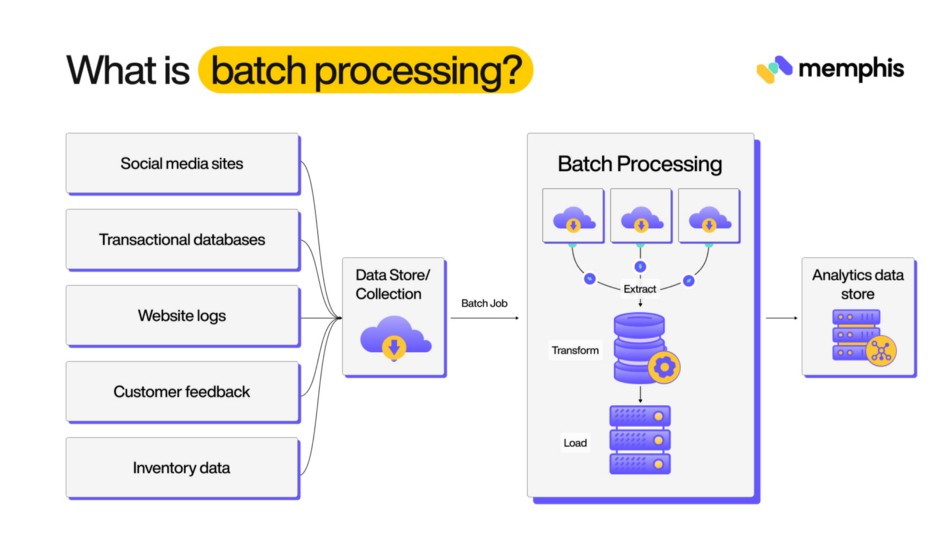 What is batch processing?
memphis
Social media sites
Transactional databases
Website logs
Customer feedback
Inventory data
Data Store/
Collection
Batch Job
Batch Processing
Extract
Transform
Load
Analytics data
store